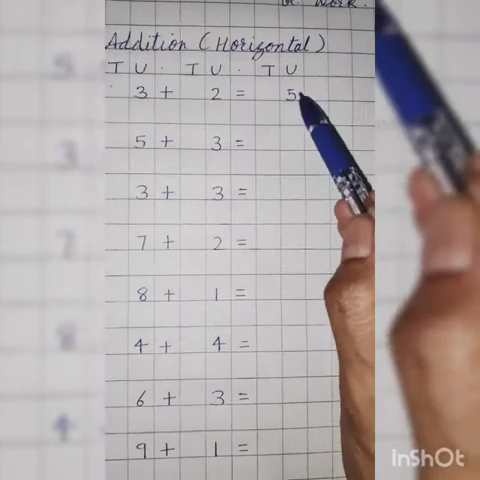 Work.
Addition (Horizontal)
T U . T U . T U
3 + 2 = 5
5 + 3 =
3 + 3 =
7 + 2 =
8 + 1 =
4 + 4 =
6 + 3 =
9 + 1 =
InShOt